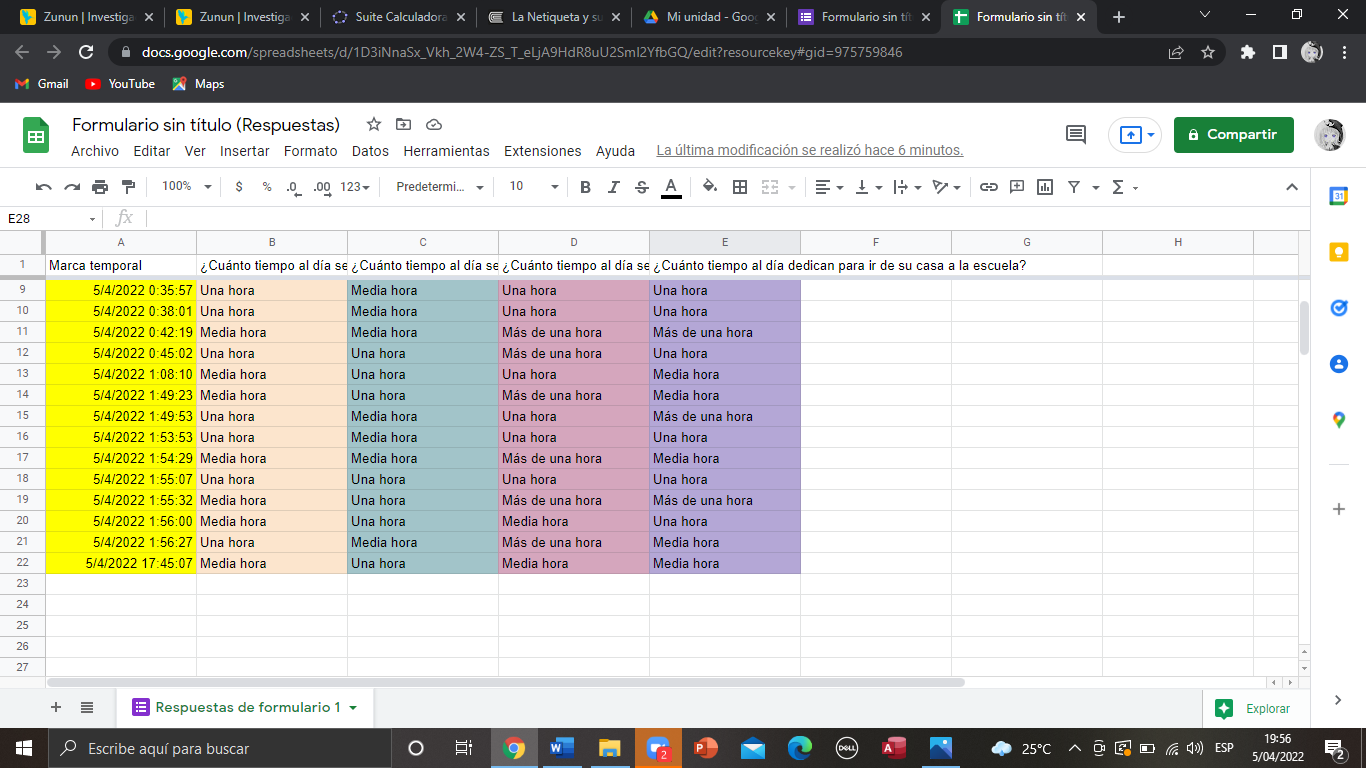 Zunun | Investiga
Zunun | Investiga
Suite Calculadora
La Netiqueta y su
Mi unidad - Goog
Formulario sin tít
Formulario sin tít
docs.google.com/spreadsheets/d/1D3iNnaSx_Vkh_2W4-ZS_T_eLjA9HdR8uU2SmI2YfbGQ/edit?resourcekey#gid=975759846
Gmail YouTube Maps
Formulario sin título (Respuestas)
Archivo Editar Ver Insertar Formato Datos Herramientas Extensiones Ayuda La última modificación se realizó hace 6 minutos.
Compartir
100% $ % .0 .00 123 Predetermi... 10 B I S A
31
E28 fx
A B C D E F G H
1 Marca temporal ¿Cuánto tiempo al día se ¿Cuánto tiempo al día se ¿Cuánto tiempo al día se ¿Cuánto tiempo al día dedican para ir de su casa a la escuela?
9 5/4/2022 0:35:57 Una hora Media hora Una hora Una hora
10 5/4/2022 0:38:01 Una hora Media hora Una hora Una hora
11 5/4/2022 0:42:19 Media hora Media hora Más de una hora Más de una hora
12 5/4/2022 0:45:02 Una hora Una hora Más de una hora Una hora
13 5/4/2022 1:08:10 Media hora Una hora Una hora Media hora
14 5/4/2022 1:49:23 Media hora Una hora Más de una hora Media hora
15 5/4/2022 1:49:53 Una hora Media hora Una hora Más de una hora
16 5/4/2022 1:53:53 Una hora Media hora Una hora Una hora
17 5/4/2022 1:54:29 Media hora Media hora Más de una hora Media hora
18 5/4/2022 1:55:07 Una hora Una hora Una hora Una hora
19 5/4/2022 1:55:32 Media hora Una hora Más de una hora Más de una hora
20 5/4/2022 1:56:00 Media hora Una hora Media hora Una hora
21 5/4/2022 1:56:27 Una hora Media hora Más de una hora Media hora
22 5/4/2022 17:45:07 Media hora Una hora Media hora Media hora
23
24
25
26
27
Respuestas de formulario 1
Explorar
Escribe aquí para buscar
W
2
P
DELL
A
25°C
ESP
19:56
5/04/2022
2